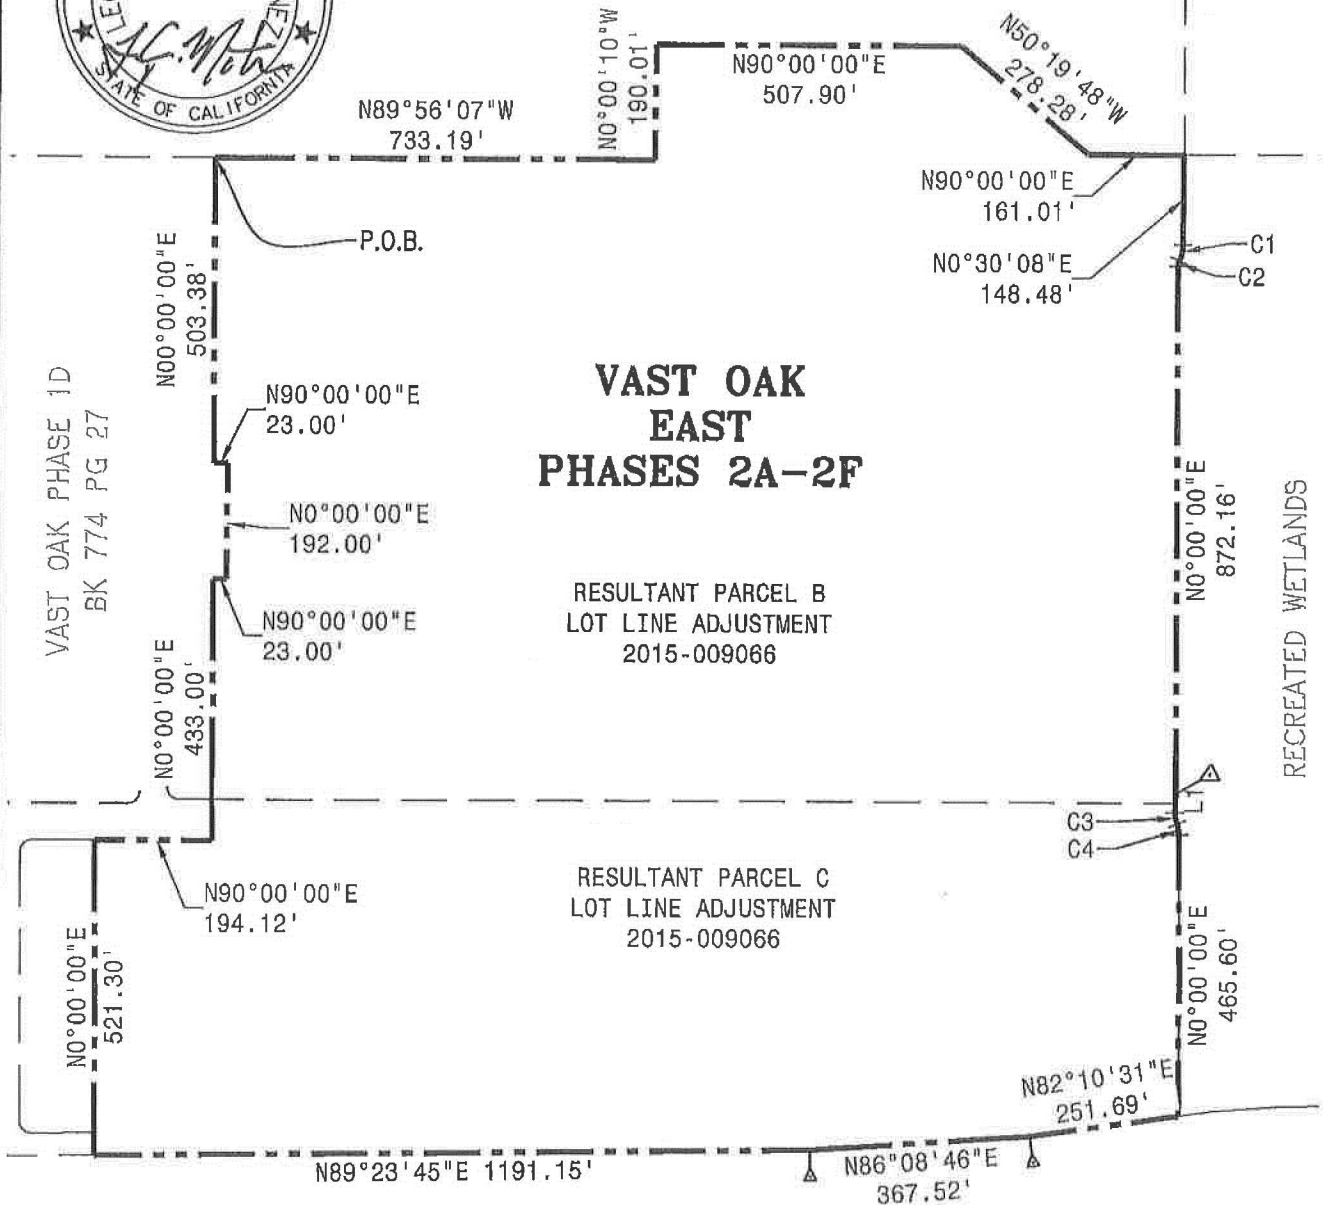 STATE OF CALIFORNIA
N89°56'07"W
733.19'
N0°00'10"W
190.01'
N90°00'00"E
507.90'
N50°19'48"W
278.28'
P.O.B.
N90°00'00"E
161.01'
N0°30'08"E
148.48'
C1
C2
N00°00'00"E
503.38'
VAST OAK PHASE 1D
BK 774 PG 27
N90°00'00"E
23.00'
VAST OAK
EAST
PHASES 2A-2F
N0°00'00"E
192.00'
N90°00'00"E
23.00'
RESULTANT PARCEL B
LOT LINE ADJUSTMENT
2015-009066
N0°00'00"E
872.16'
RECREATED WETLANDS
N0°00'00"E
433.00'
L1
C3
C4
N90°00'00"E
194.12'
RESULTANT PARCEL C
LOT LINE ADJUSTMENT
2015-009066
N0°00'00"E
521.30'
N0°00'00"E
465.60'
N82°10'31"E
251.69'
N89°23'45"E 1191.15'
N86°08'46"E
367.52'